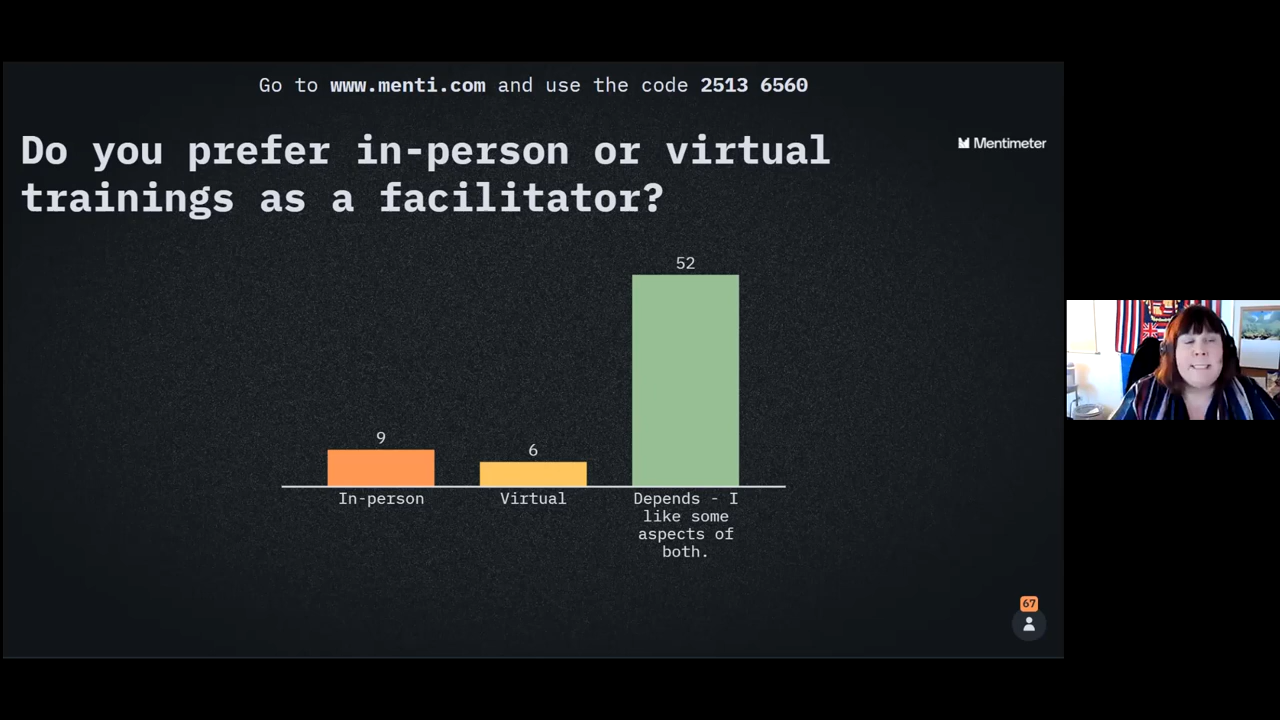 Go to www.menti.com and use the code 2513 6560
Do you prefer in-person or virtual
trainings as a facilitator?
Mentimeter
52
9
6
In-person
Virtual
Depends - I
like some
aspects of
both.
67